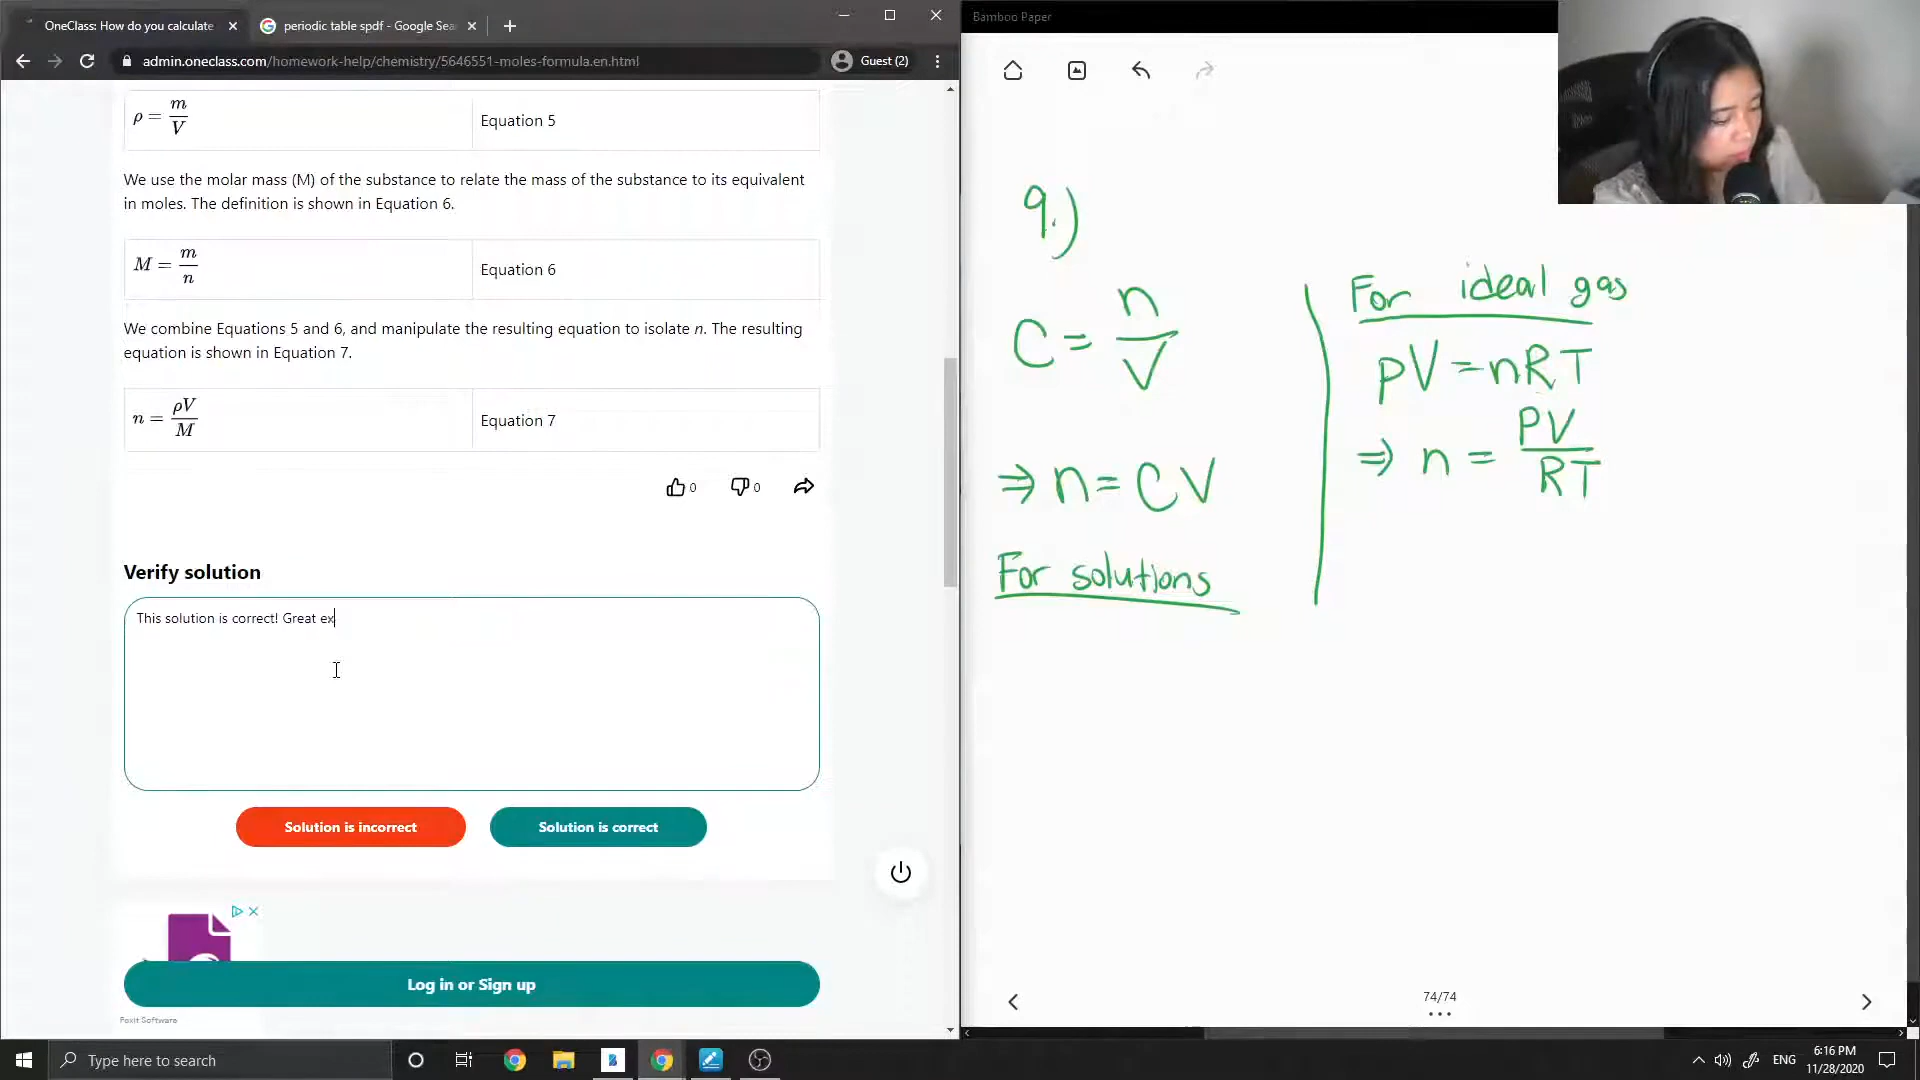 OneClass: How do you calculate
periodic table spdf - Google Sea
admin.oneclass.com/homework-help/chemistry/5646551-moles-formula.en.html
Guest (2)
ρ = m/V
Equation 5
We use the molar mass (M) of the substance to relate the mass of the substance to its equivalent
in moles. The definition is shown in Equation 6.
M = m/n
Equation 6
We combine Equations 5 and 6, and manipulate the resulting equation to isolate n. The resulting
equation is shown in Equation 7.
n = ρV/M
Equation 7
0
0
Verify solution
This solution is correct! Great ex
Solution is incorrect
Solution is correct
Log in or Sign up
Foxit Software
Bamboo Paper
9.)
C = n/V
⇒ n = CV
For solutions
For ideal gas
PV = nRT
⇒ n = PV/RT
74/74
Type here to search
ENG
6:16 PM
11/28/2020